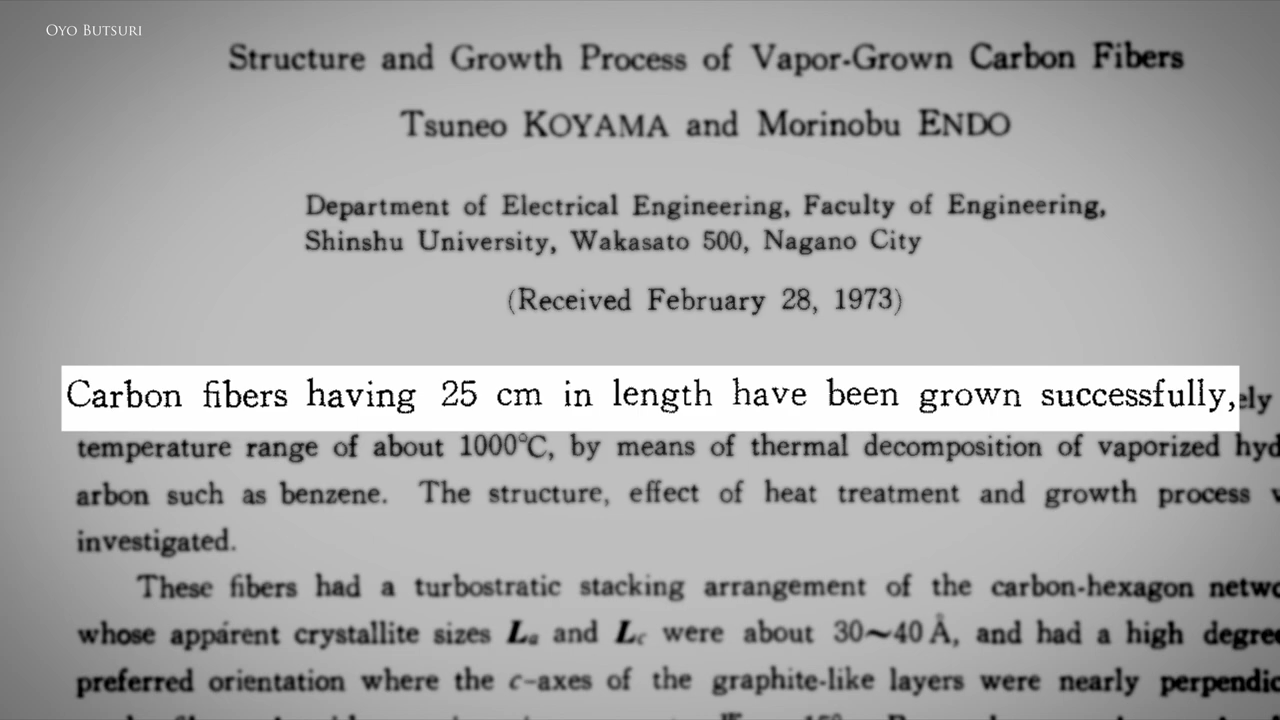 OYO BUTSURI
Structure and Growth Process of Vapor-Grown Carbon Fibers
Tsuneo KOYAMA and Morinobu ENDO
Department of Electrical Engineering, Faculty of Engineering,
Shinshu University, Wakasato 500, Nagano City
(Received February 28, 1973)
Carbon fibers having 25 cm in length have been grown successfully,
temperature range of about 1000°C, by means of thermal decomposition of vaporized
arbon such as benzene. The structure, effect of heat treatment and growth process
investigated.
These fibers had a turbostratic stacking arrangement of the carbon-hexagon
whose apparent crystallite sizes La and Lc were about 30~40 Å, and had a high
preferred orientation where the c-axes of the graphite-like layers were nearly